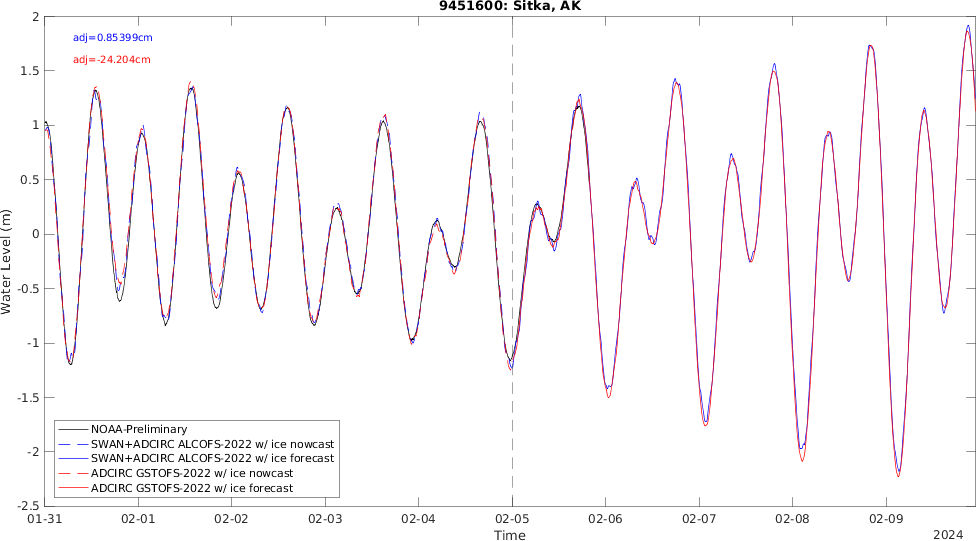 9451600: Sitka, AK
adj=0.85399cm
adj=-24.204cm
Water Level (m)
2
1.5
1
0.5
0
-0.5
-1
-1.5
-2
-2.5
NOAA-Preliminary
SWAN+ADCIRC ALCOFS-2022 w/ ice nowcast
SWAN+ADCIRC ALCOFS-2022 w/ ice forecast
ADCIRC GSTOFS-2022 w/ ice nowcast
ADCIRC GSTOFS-2022 w/ ice forecast
01-31 02-01 02-02 02-03 02-04 02-05 02-06 02-07 02-08 02-09
Time
2024